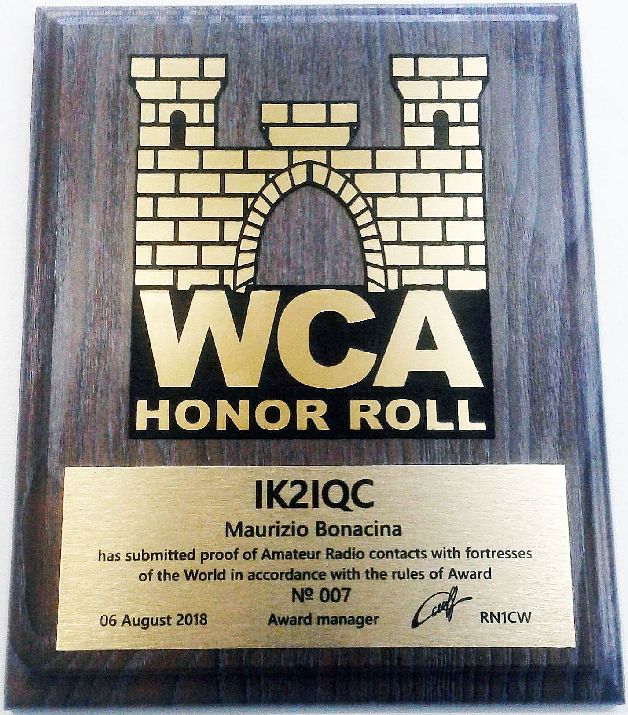 WCA
HONOR ROLL
IK2IQC
Maurizio Bonacina
has submitted proof of Amateur Radio contacts with fortresses
of the World in accordance with the rules of Award
№ 007
06 August 2018 Award manager RN1CW